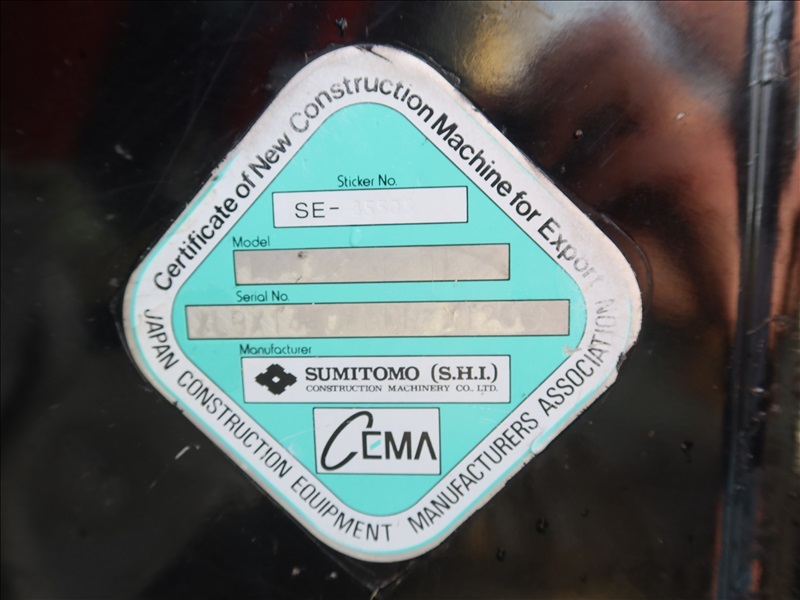 Certificate of New Construction Machine for Export
Sticker No.
SE-
Model
Serial No.
Manufacturer
SUMITOMO (S.H.I.)
CONSTRUCTION MACHINERY CO., LTD.
CEMA
JAPAN CONSTRUCTION EQUIPMENT MANUFACTURERS ASSOCIATION